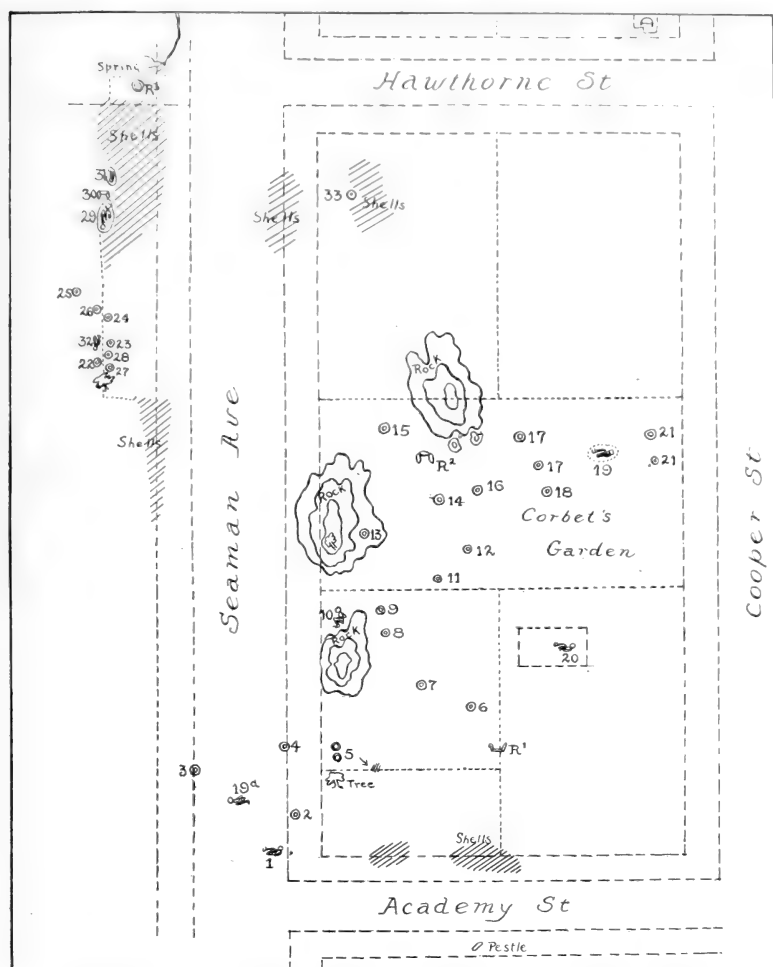 Spring
R³
Hawthorne St
Shells
31
30
29
33
Shells
Shells
25
26
24
32
23
28
22
27
Rock
Shells
Seaman Ave
15
17
21
R²
17
19
21
Rock
14
16
18
Corbet's
13
Garden
12
Cooper St
11
10
9
8
Rock
20
7
6
4
5
R¹
3
19ª
Tree
2
1
Shells
Academy St
Pestle